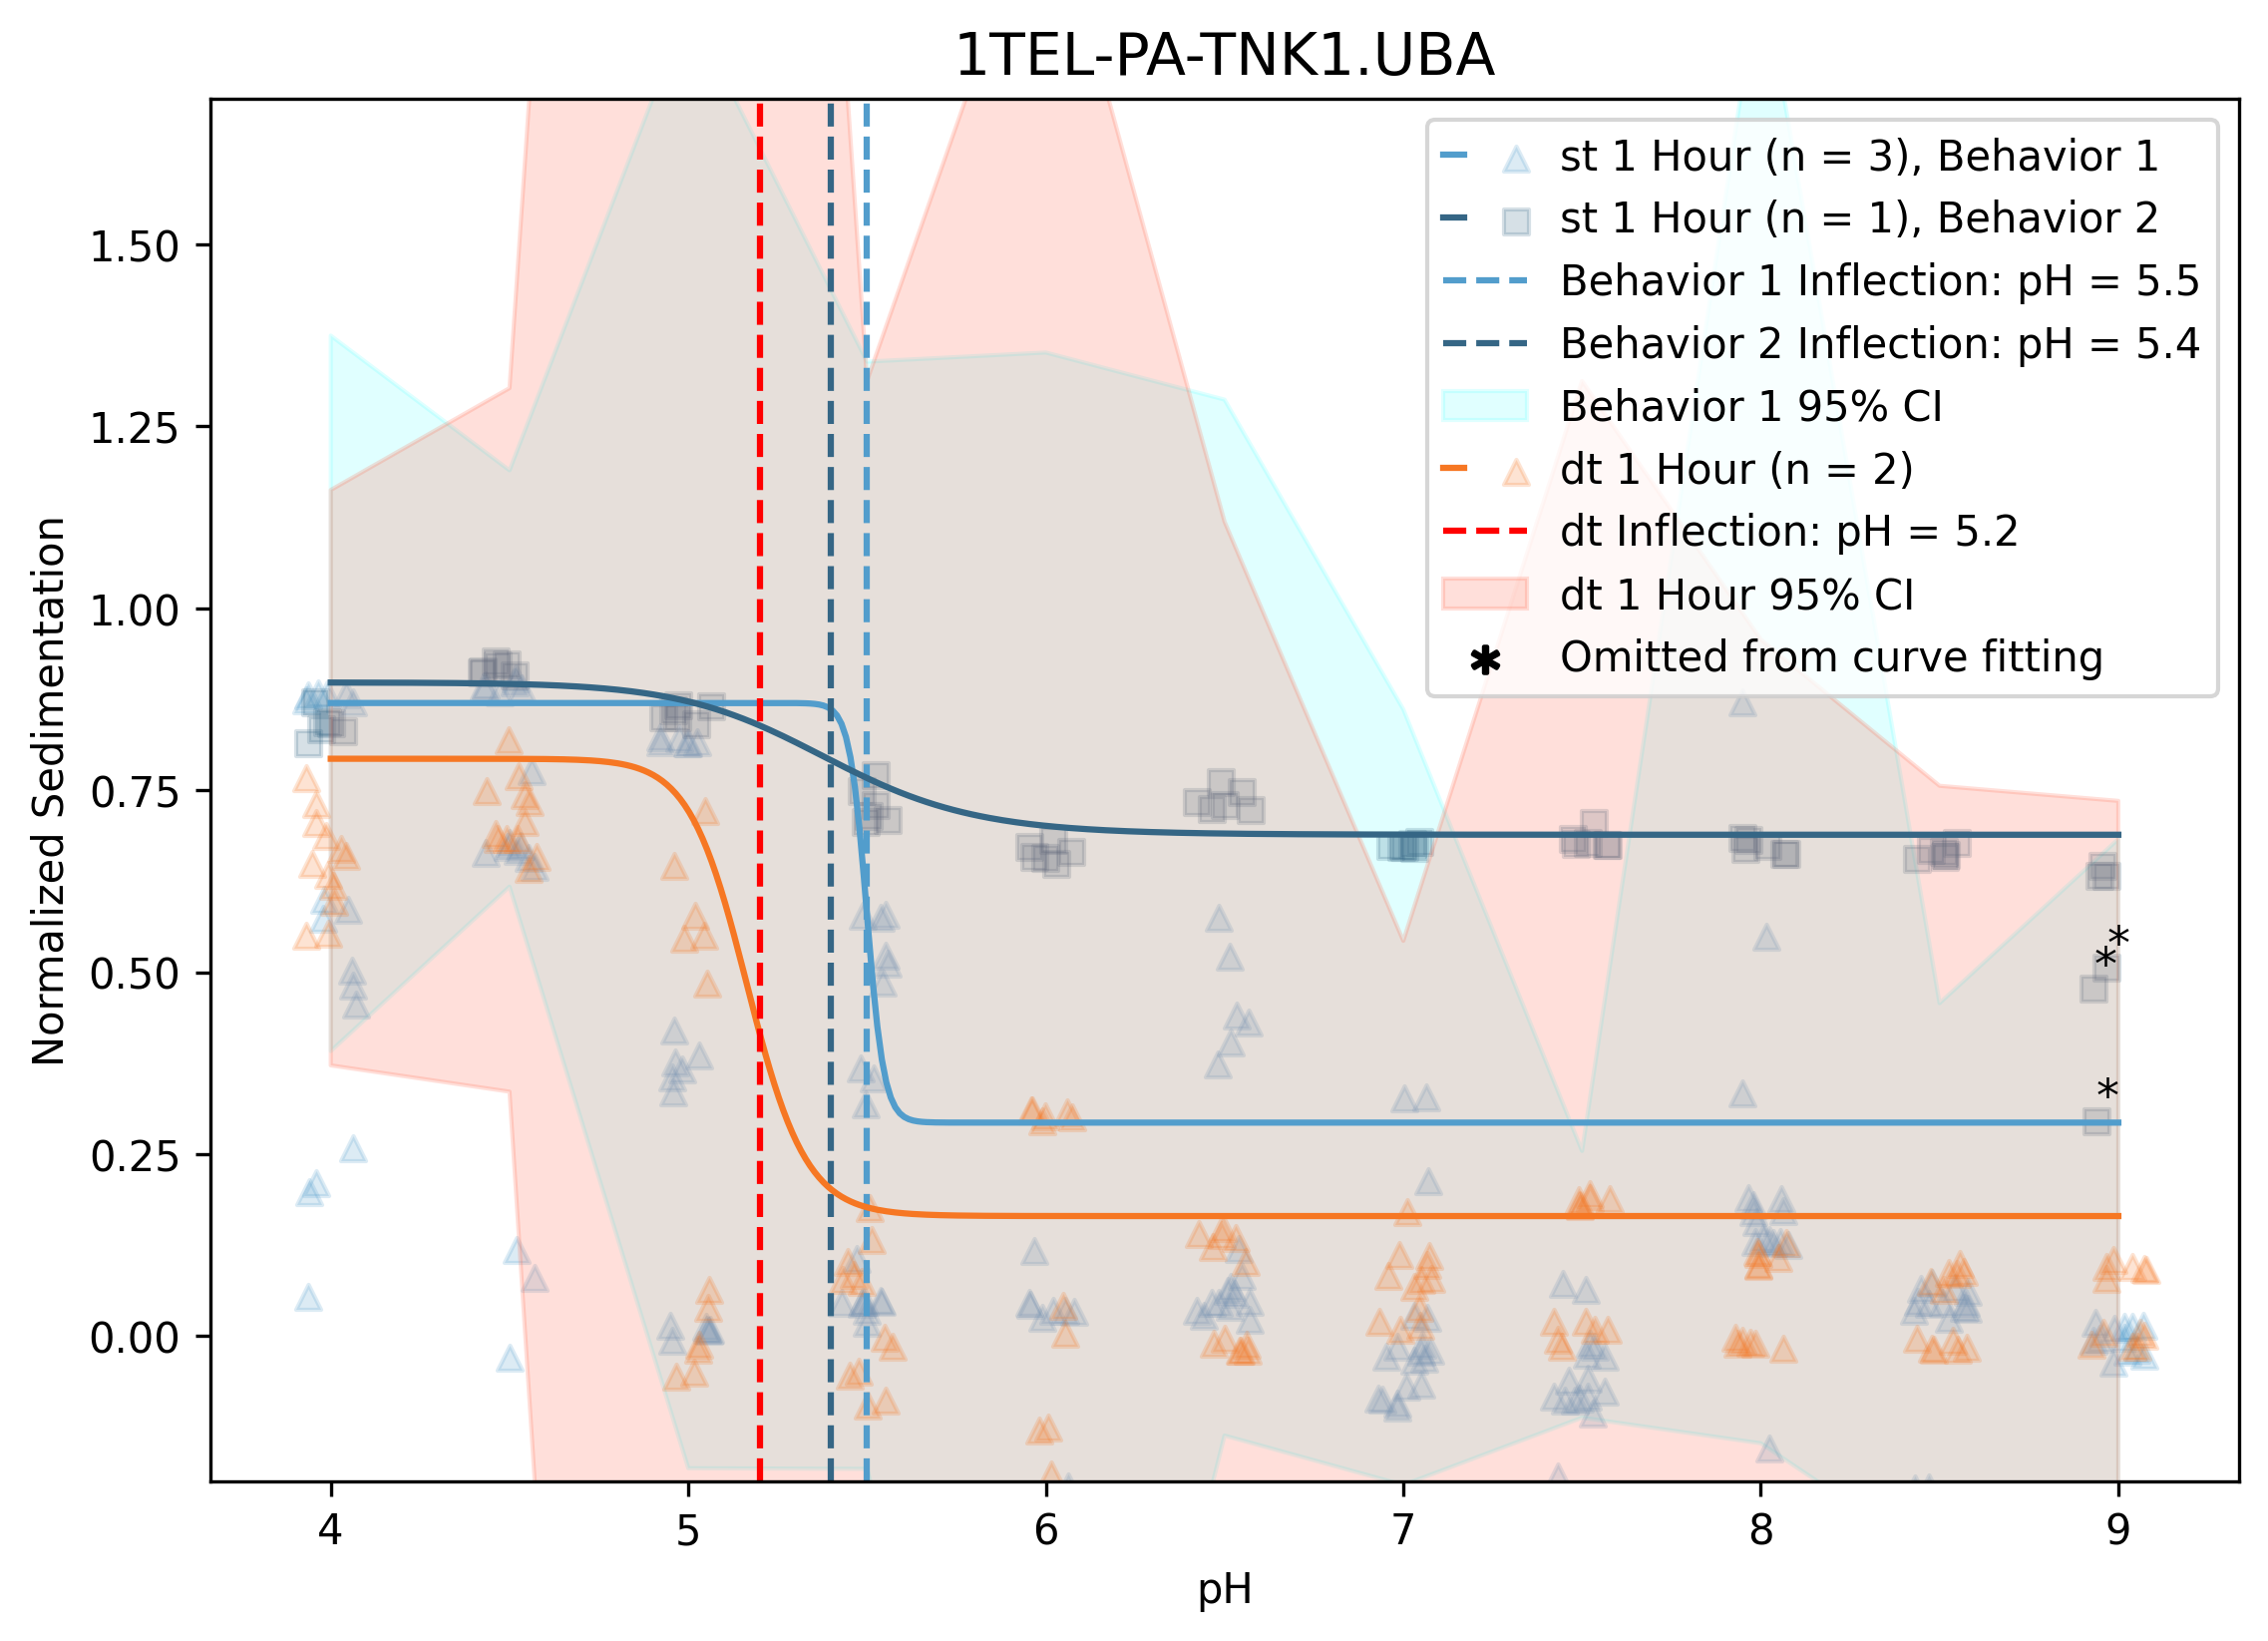 1TEL-PA-TNK1.UBA
st 1 Hour (n = 3), Behavior 1
st 1 Hour (n = 1), Behavior 2
Behavior 1 Inflection: pH = 5.5
Behavior 2 Inflection: pH = 5.4
Behavior 1 95% CI
dt 1 Hour (n = 2)
dt Inflection: pH = 5.2
dt 1 Hour 95% CI
✱ Omitted from curve fitting
Normalized Sedimentation
1.50
1.25
1.00
0.75
0.50
0.25
0.00
*
*
*
4 5 6 7 8 9
pH